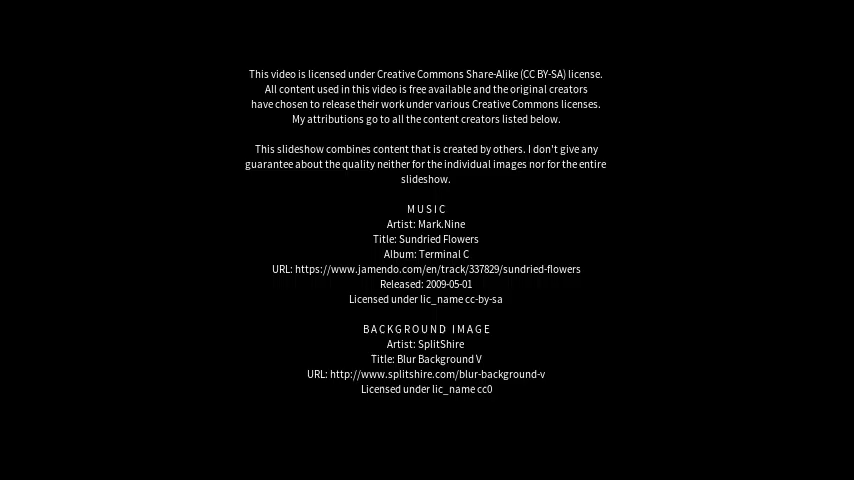 This video is licensed under Creative Commons Share-Alike (CC BY-SA) license.
All content used in this video is free available and the original creators
have chosen to release their work under various Creative Commons licenses.
My attributions go to all the content creators listed below.
This slideshow combines content that is created by others. I don't give any
guarantee about the quality neither for the individual images nor for the entire
slideshow.
MUSIC
Artist: Mark.Nine
Title: Sundried Flowers
Album: Terminal C
URL: https://www.jamendo.com/en/track/337829/sundried-flowers
Released: 2009-05-01
Licensed under lic_name cc-by-sa
BACKGROUND IMAGE
Artist: SplitShire
Title: Blur Background V
URL: http://www.splitshire.com/blur-background-v
Licensed under lic_name cc0